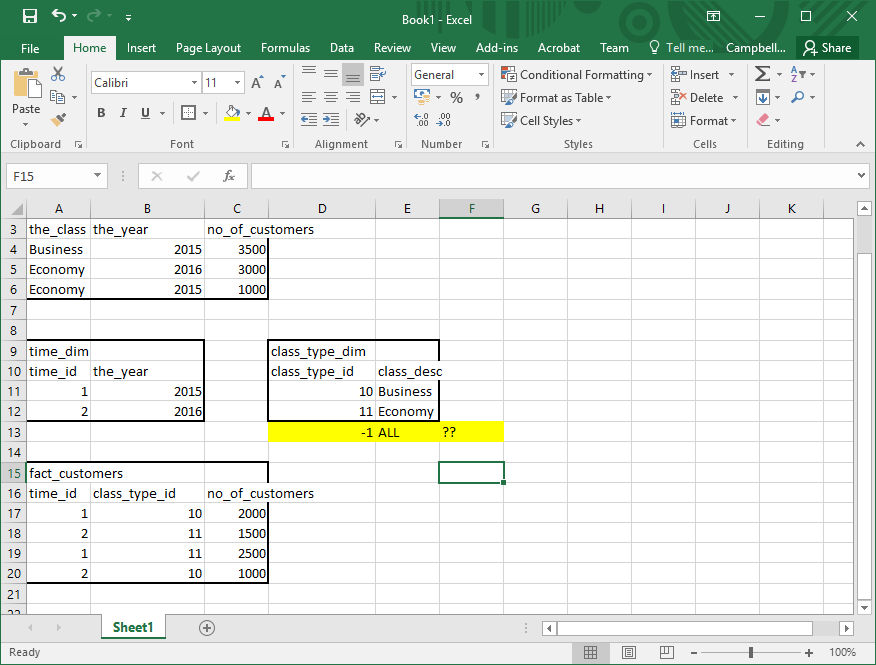 Book1 - Excel
File Home Insert Page Layout Formulas Data Review View Add-ins Acrobat Team Tell me... Campbell... Share
Paste
Calibri 11
B I U A
General
% ,
Conditional Formatting
Format as Table
Cell Styles
Insert
Delete
Format
Clipboard Font Alignment Number Styles Cells Editing
F15 fx
A B C D E F G H I J K
3 the_class the_year no_of_customers
4 Business 2015 3500
5 Economy 2016 3000
6 Economy 2015 1000
7
8
9 time_dim class_type_dim
10 time_id the_year class_type_id class_desc
11 1 2015 10 Business
12 2 2016 11 Economy
13 -1 ALL ??
14
15 fact_customers
16 time_id class_type_id no_of_customers
17 1 10 2000
18 2 11 1500
19 1 11 2500
20 2 10 1000
21
22
Sheet1
Ready 100%